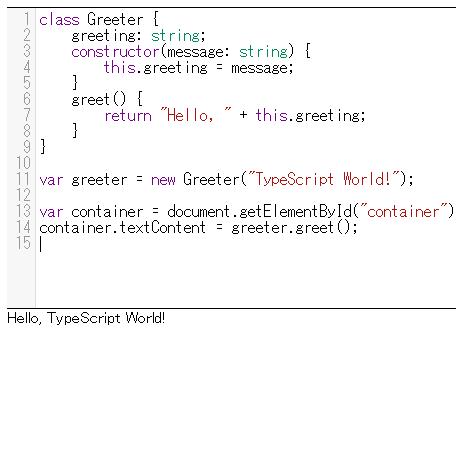 1 class Greeter {
2     greeting: string;
3     constructor(message: string) {
4         this.greeting = message;
5     }
6     greet() {
7         return "Hello, " + this.greeting;
8     }
9 }
10
11 var greeter = new Greeter("TypeScript World!");
12
13 var container = document.getElementById("container")
14 container.textContent = greeter.greet();
15
Hello, TypeScript World!